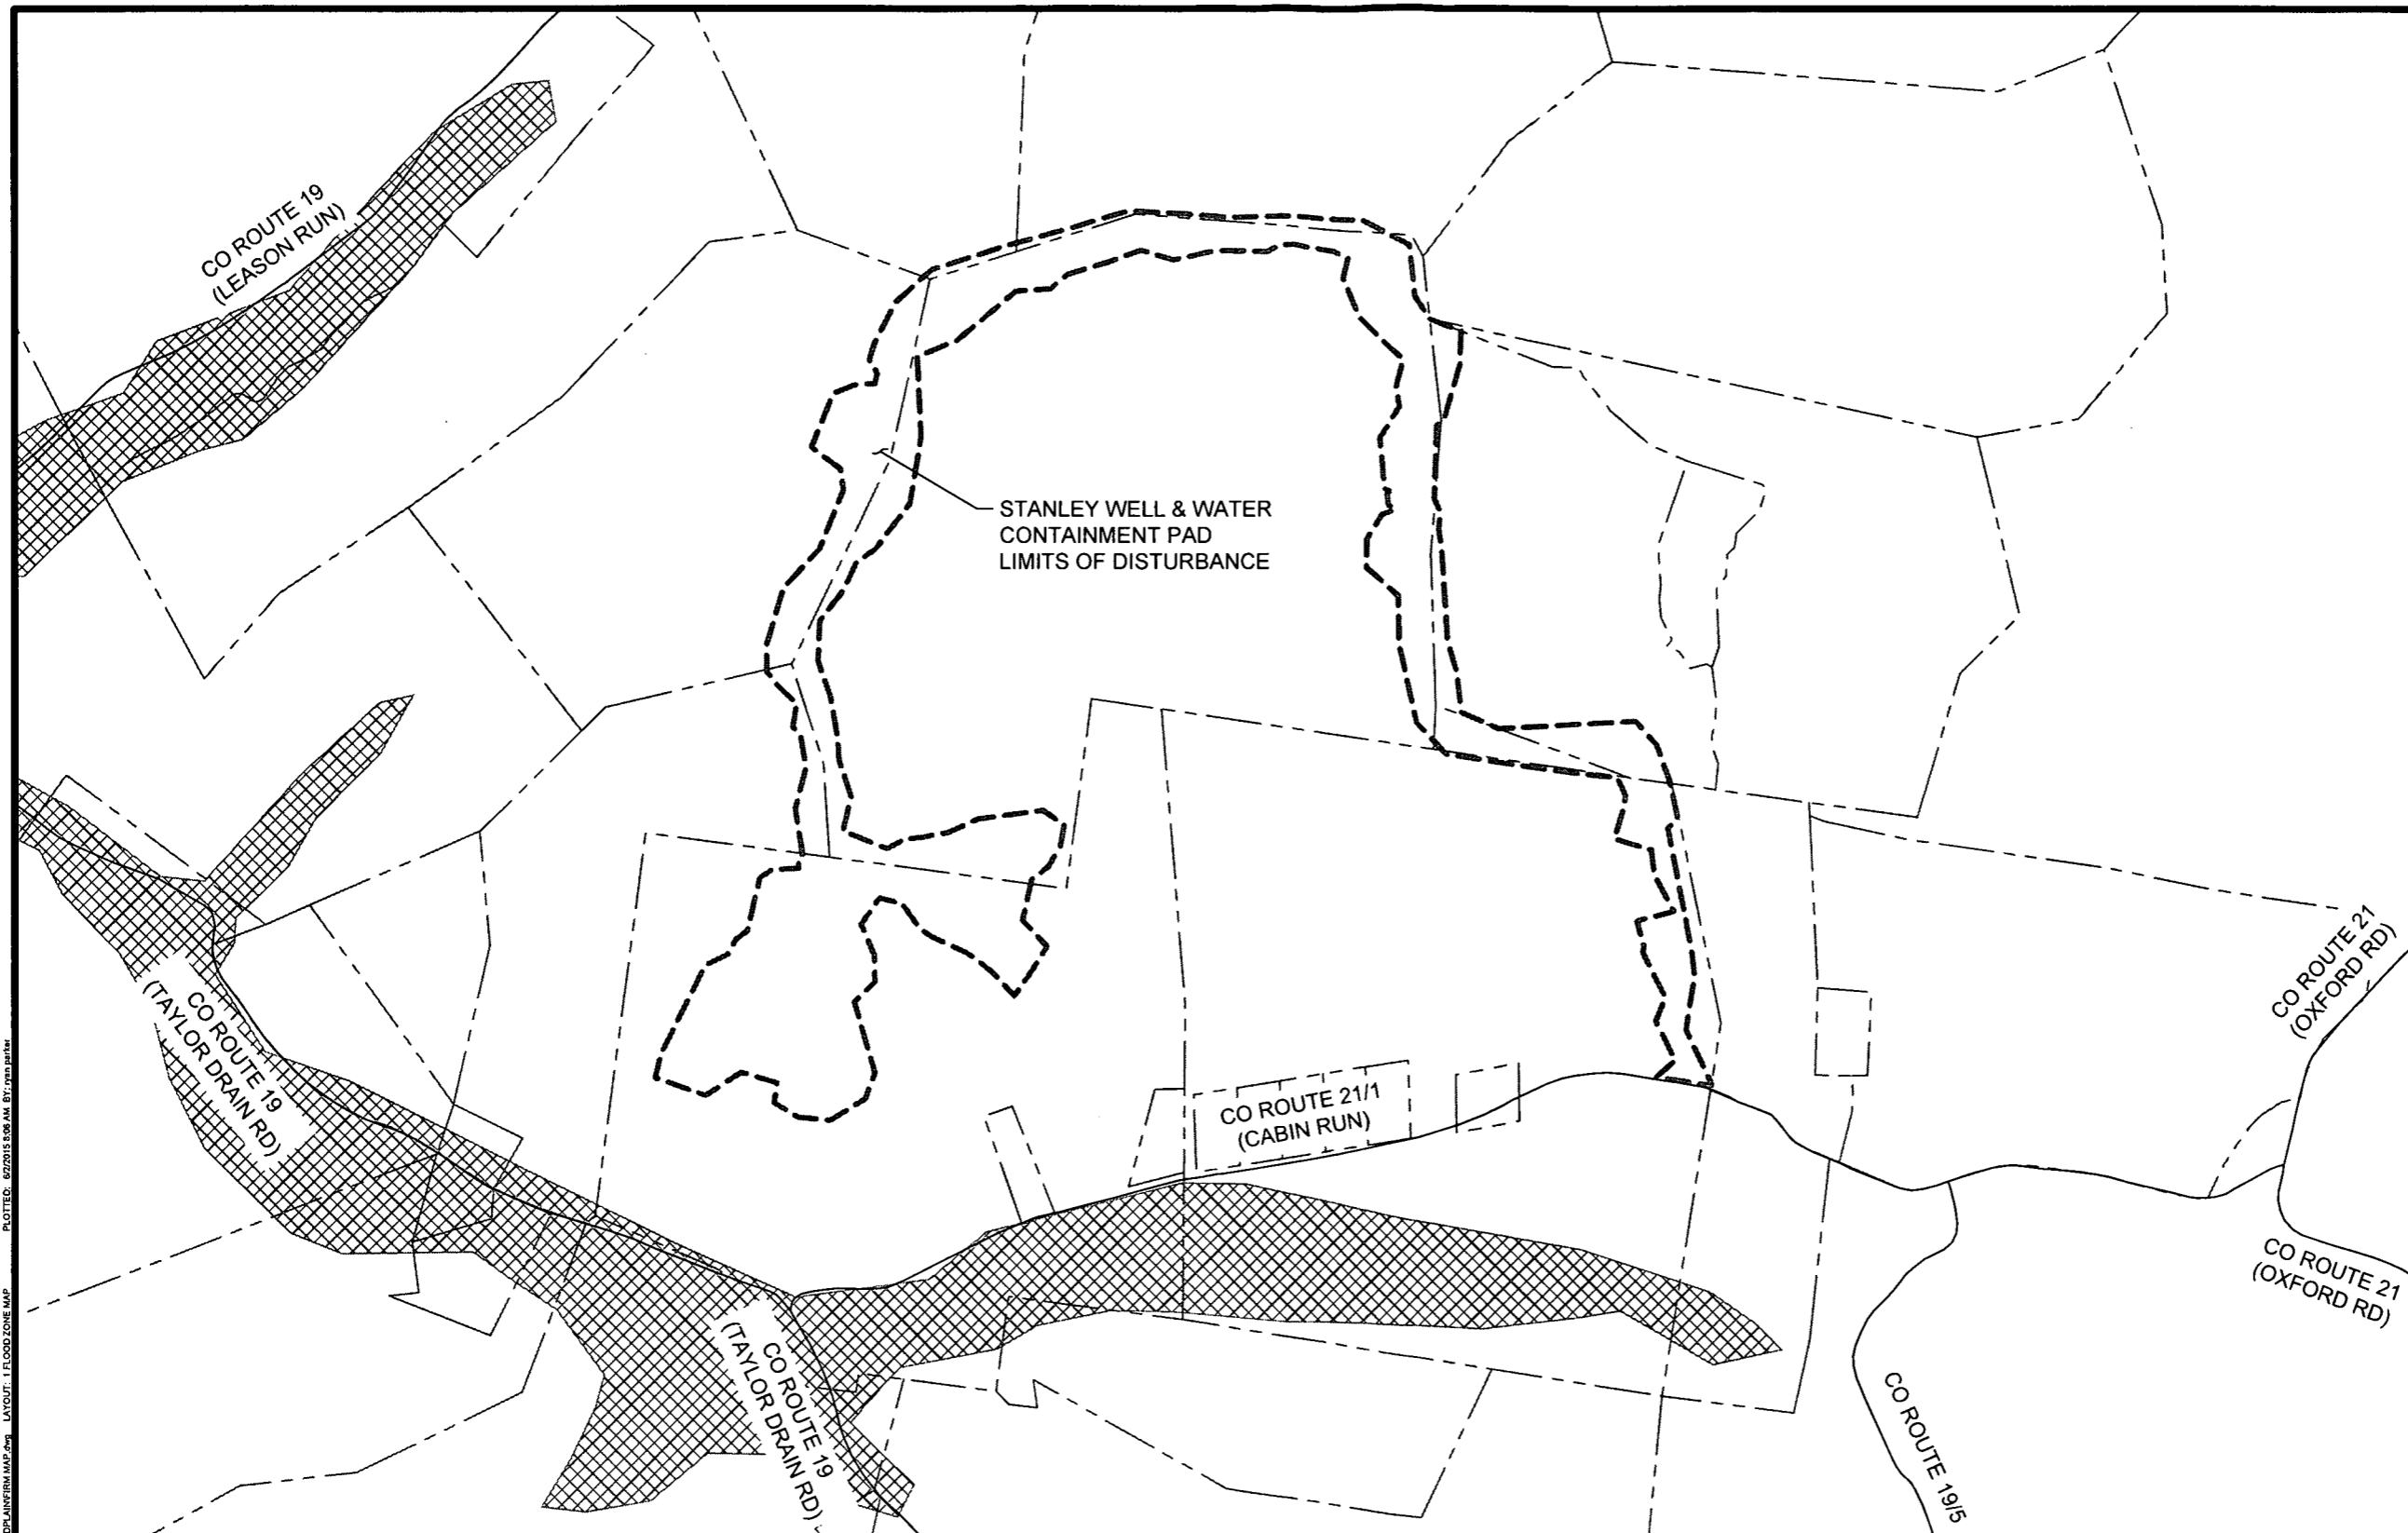 CO ROUTE 19
(LEASON RUN)
STANLEY WELL & WATER
CONTAINMENT PAD
LIMITS OF DISTURBANCE
CO ROUTE 21
(OXFORD RD)
CO ROUTE 19
(TAYLOR DRAIN RD)
CO ROUTE 21/1
(CABIN RUN)
CO ROUTE 21
(OXFORD RD)
CO ROUTE 19
(TAYLOR DRAIN RD)
CO ROUTE 19/5
FIRM MAP.dwg LAYOUT: 1 FLOOD ZONE MAP PLOTTED: 6/2/2015 8:06 AM BY: ryan parker